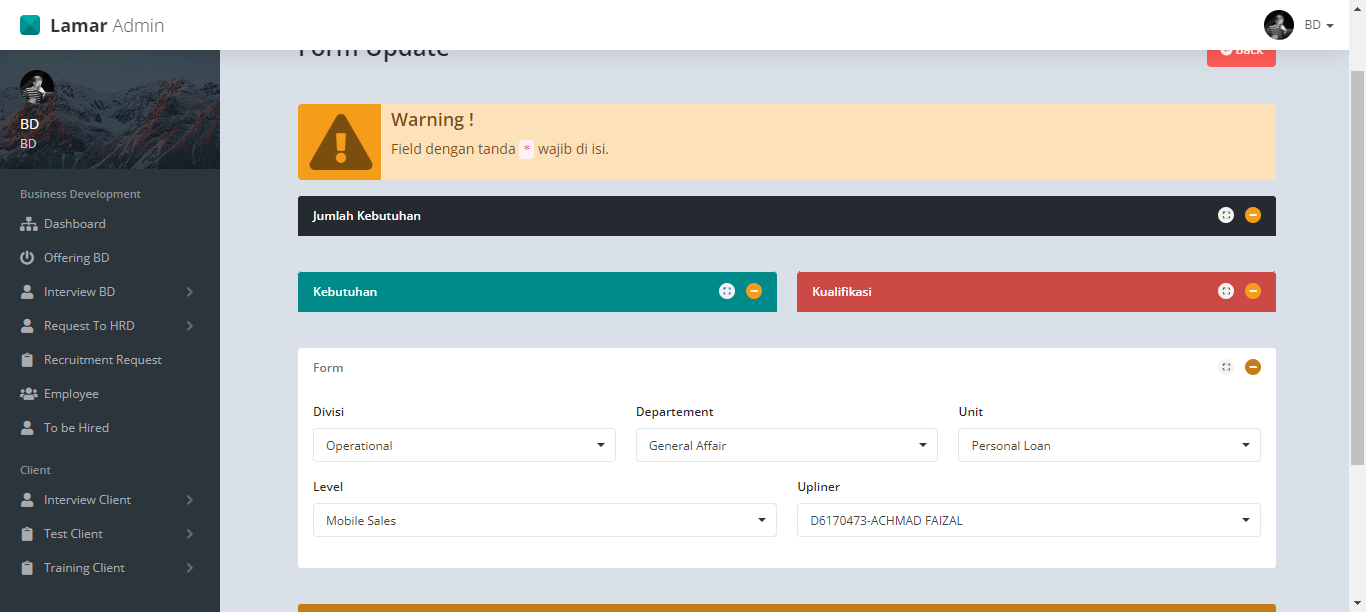 Lamar Admin
BD
Form Update
Back
BD
BD
Business Development
Dashboard
Offering BD
Interview BD
Request To HRD
Recruitment Request
Employee
To be Hired
Client
Interview Client
Test Client
Training Client
Warning !
Field dengan tanda * wajib di isi.
Jumlah Kebutuhan
Kebutuhan
Kualifikasi
Form
Divisi
Departement
Unit
Operational
General Affair
Personal Loan
Level
Upliner
Mobile Sales
D6170473-ACHMAD FAIZAL